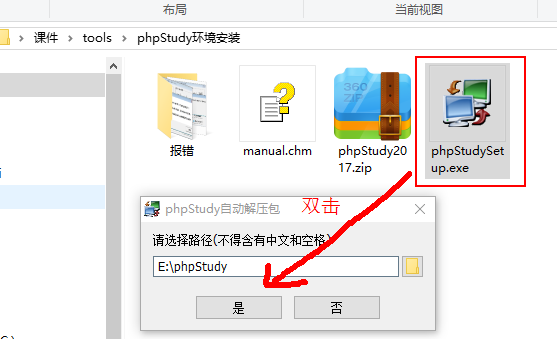 布局
当前视图
课件 › tools › phpStudy环境安装
360
ZIP
报错
manual.chm
phpStudy2017.zip
phpStudySetup.exe
phpStudy自动解压包
双击
请选择路径(不得含有中文和空格)
E:\phpStudy
是
否